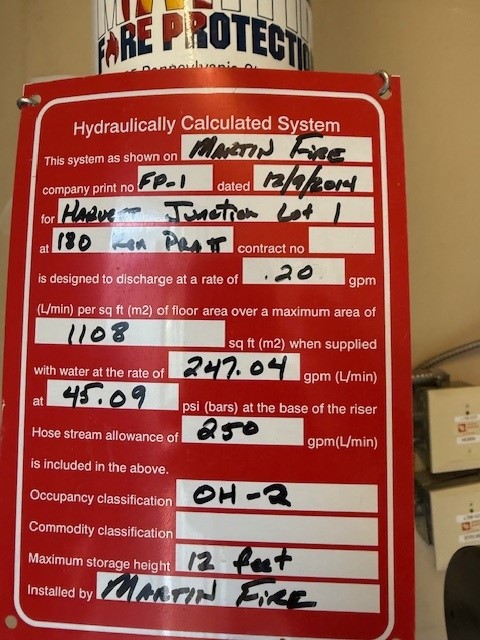 FIRE PROTECTI
Hydraulically Calculated System
This system as shown on MARTIN FIRE
company print no FP-1 dated 12/9/2014
for HARVEST JUNCTION Lot 1
at 180 Ken PRATT contract no
is designed to discharge at a rate of .20 gpm
(L/min) per sq ft (m2) of floor area over a maximum area of
1108 sq ft (m2) when supplied
with water at the rate of 247.04 gpm (L/min)
at 45.09 psi (bars) at the base of the riser
Hose stream allowance of 250 gpm(L/min)
is included in the above.
Occupancy classification OH-2
Commodity classification
Maximum storage height 12 feet
Installed by MARTIN FIRE